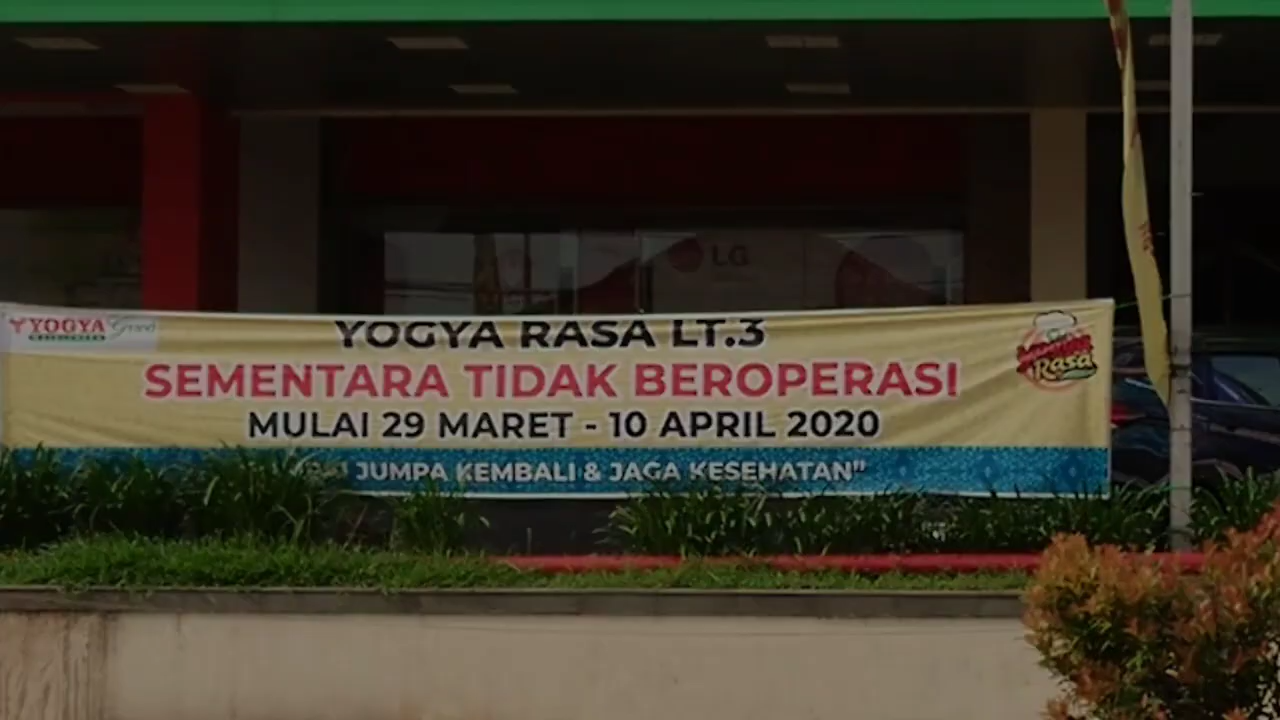 LG
YOGYA Grand
YOGYA RASA LT.3
Rasa
SEMENTARA TIDAK BEROPERASI
MULAI 29 MARET - 10 APRIL 2020
JUMPA KEMBALI & JAGA KESEHATAN"